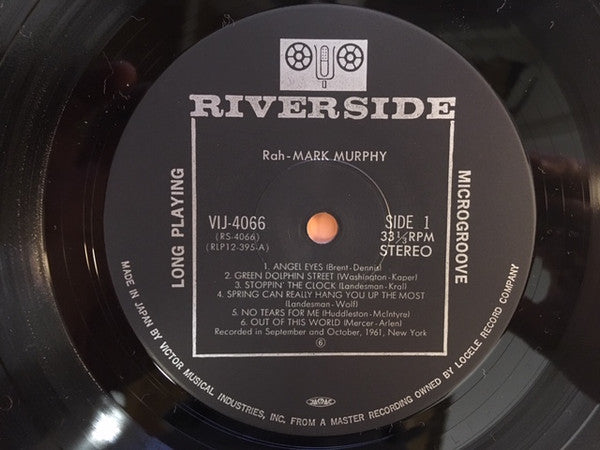 RIVERSIDE
Rah-MARK MURPHY
LONG PLAYING
MICROGROOVE
VIJ-4066
(RS-4066)
(RLP12-395-A)
SIDE 1
33⅓RPM
STEREO
1. ANGEL EYES (Brent-Dennis)
2. GREEN DOLPHIN STREET (Washington-Kaper)
3. STOPPIN' THE CLOCK (Landesman-Kral)
4. SPRING CAN REALLY HANG YOU UP THE MOST
(Landesman-Wolf)
5. NO TEARS FOR ME (Huddleston-McIntyre)
6. OUT OF THIS WORLD (Mercer-Arlen)
Recorded in September and October, 1961, New York
6
JASRAC
MADE IN JAPAN BY VICTOR MUSICAL INDUSTRIES, INC. FROM A MASTER RECORDING OWNED BY LOCELE RECORD COMPANY